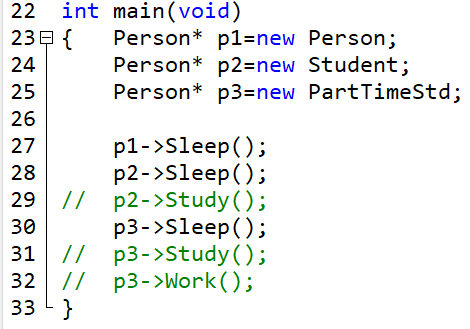 22 int main(void)
23 {   Person* p1=new Person;
24     Person* p2=new Student;
25     Person* p3=new PartTimeStd;
26
27     p1->Sleep();
28     p2->Sleep();
29 //  p2->Study();
30     p3->Sleep();
31 //  p3->Study();
32 //  p3->Work();
33 }